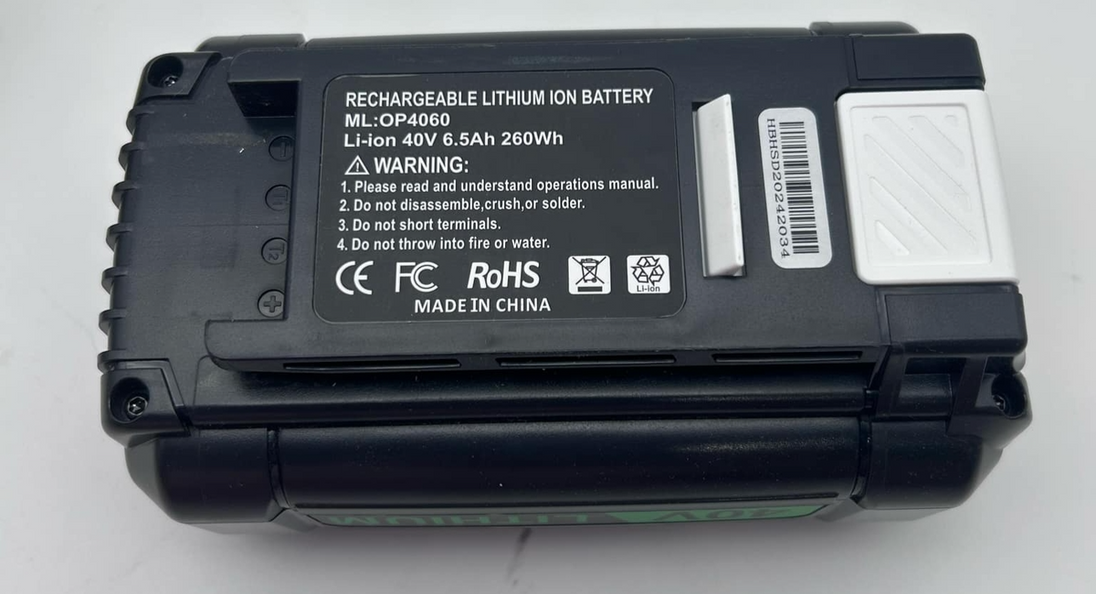 RECHARGEABLE LITHIUM ION BATTERY
ML:OP4060
Li-ion 40V 6.5Ah 260Wh
⚠ WARNING:
1. Please read and understand operations manual.
2. Do not disassemble,crush,or solder.
3. Do not short terminals.
4. Do not throw into fire or water.
CE FC RoHS
Li-ion
MADE IN CHINA
HBHSD20242034
−
T1
T2
+
40V LITHIUM